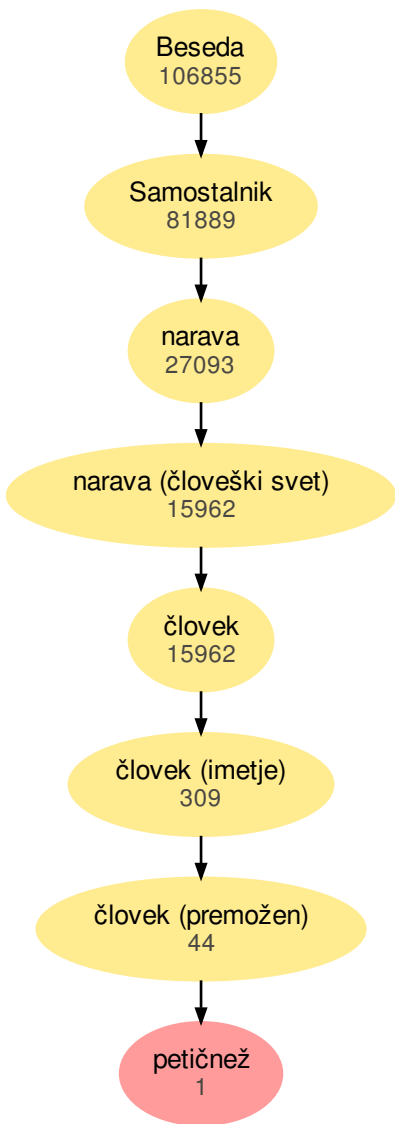 Beseda
106855
Samostalnik
81889
narava
27093
narava (človeški svet)
15962
človek
15962
človek (imetje)
309
človek (premožen)
44
petičnež
1